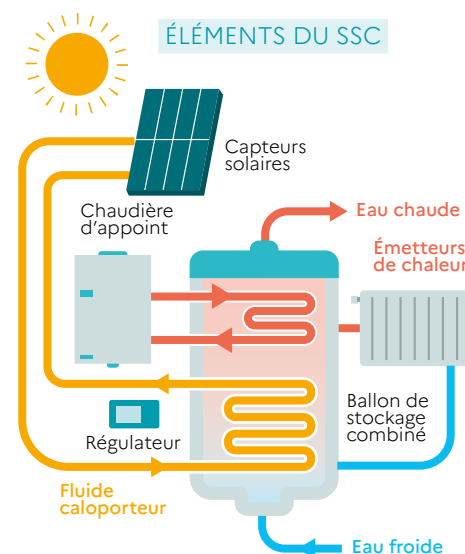 ÉLÉMENTS DU SSC
Capteurs
solaires
Chaudière
d'appoint
Eau chaude
Émetteurs
de chaleur
Ballon de
stockage
combiné
Régulateur
Fluide
caloporteur
Eau froide